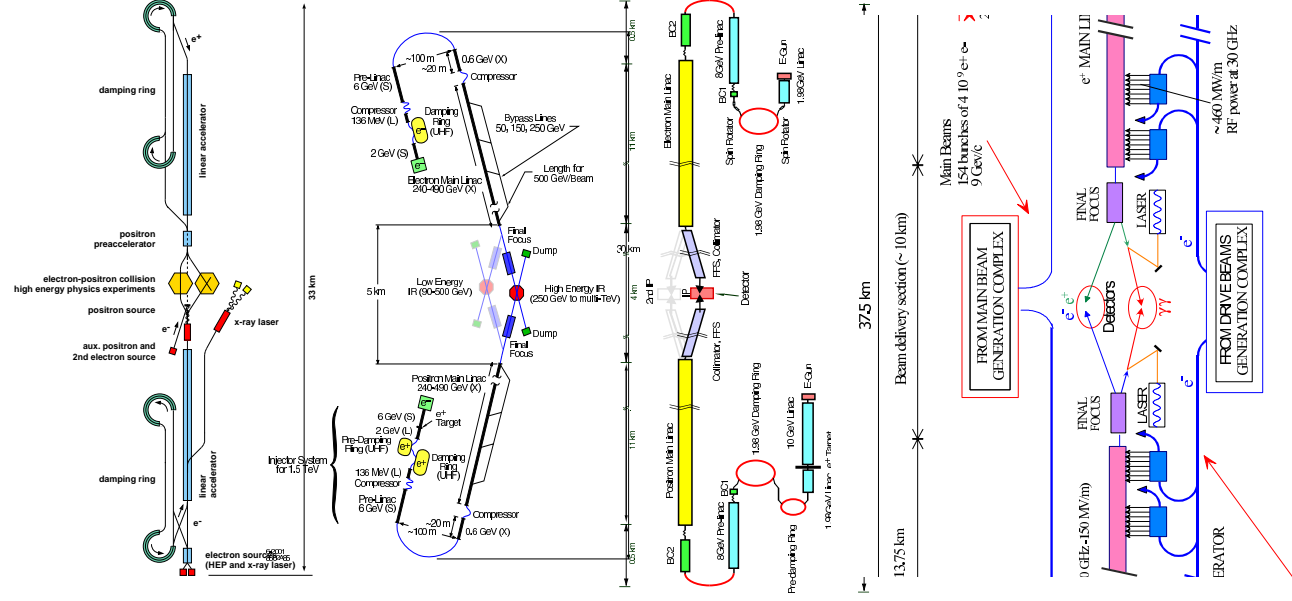 e+
damping ring
linear accelerator
positron
preaccelerator
electron-positron collision
high energy physics experiments
positron source
e-
x-ray laser
aux. positron and
2nd electron source
damping ring
linear
accelerator
e-
electron sources
(HEP and x-ray laser)
33 km
~100 m
~20 m
0.6 GeV (X)
Compressor
Pre-Linac
6 GeV (S)
Compressor
136 MeV (L)
Damping
Ring
(UHF)
e-
2 GeV (S)
e-
Bypass Lines
50, 150, 250 GeV
Electron Main Linac
240-490 GeV (X)
Length for
500 GeV/Beam
Final
Focus
Dump
5 km
Low Energy
IR (90-500 GeV)
High Energy IR
(250 GeV to multi-TeV)
Dump
Final
Focus
Positron Main Linac
240-490 GeV (X)
e-
6 GeV (S)
e+
Target
2 GeV (L)
Pre-Damping
Ring (UHF)
e+
e+
Damping
Ring
(UHF)
Injector System
for 1.5 TeV
136 MeV (L)
Compressor
Pre-Linac
6 GeV (S)
Compressor
~20 m
~100 m
0.6 GeV (X)
11 km
30 km
4 km
11 km
0.5 km
BC2
8GeV Pre-linac
E-Gun
1.98GeV Linac
BC1
Spin Rotator
Spin Rotator
1.98 GeV Damping Ring
Electron Main Linac
FFS, Collimator
2nd IP
IP
Detector
Collimator, FFS
Positron Main Linac
1.98 GeV Damping Ring
E-Gun
10 GeV Linac
e+ Target
1.98GeV Linac
BC1
BC2
8GeV Pre-linac
Pre-damping Ring
37.5 km
Beam delivery section (~ 10 km)
13.75 km
Main Beams
154 bunches of 4 10 9 e+ e-
9 Gev/c
FROM MAIN BEAM
GENERATION COMPLEX
e+ MAIN LI
~460 MW/m
RF power at 30 GHz
FINAL
FOCUS
LASER
e-
e- e+
Detectors
γγ
FROM DRIVE BEAMS
GENERATION COMPLEX
FINAL
FOCUS
LASER
e-
0 GHz -150 MV/m)
ERATOR